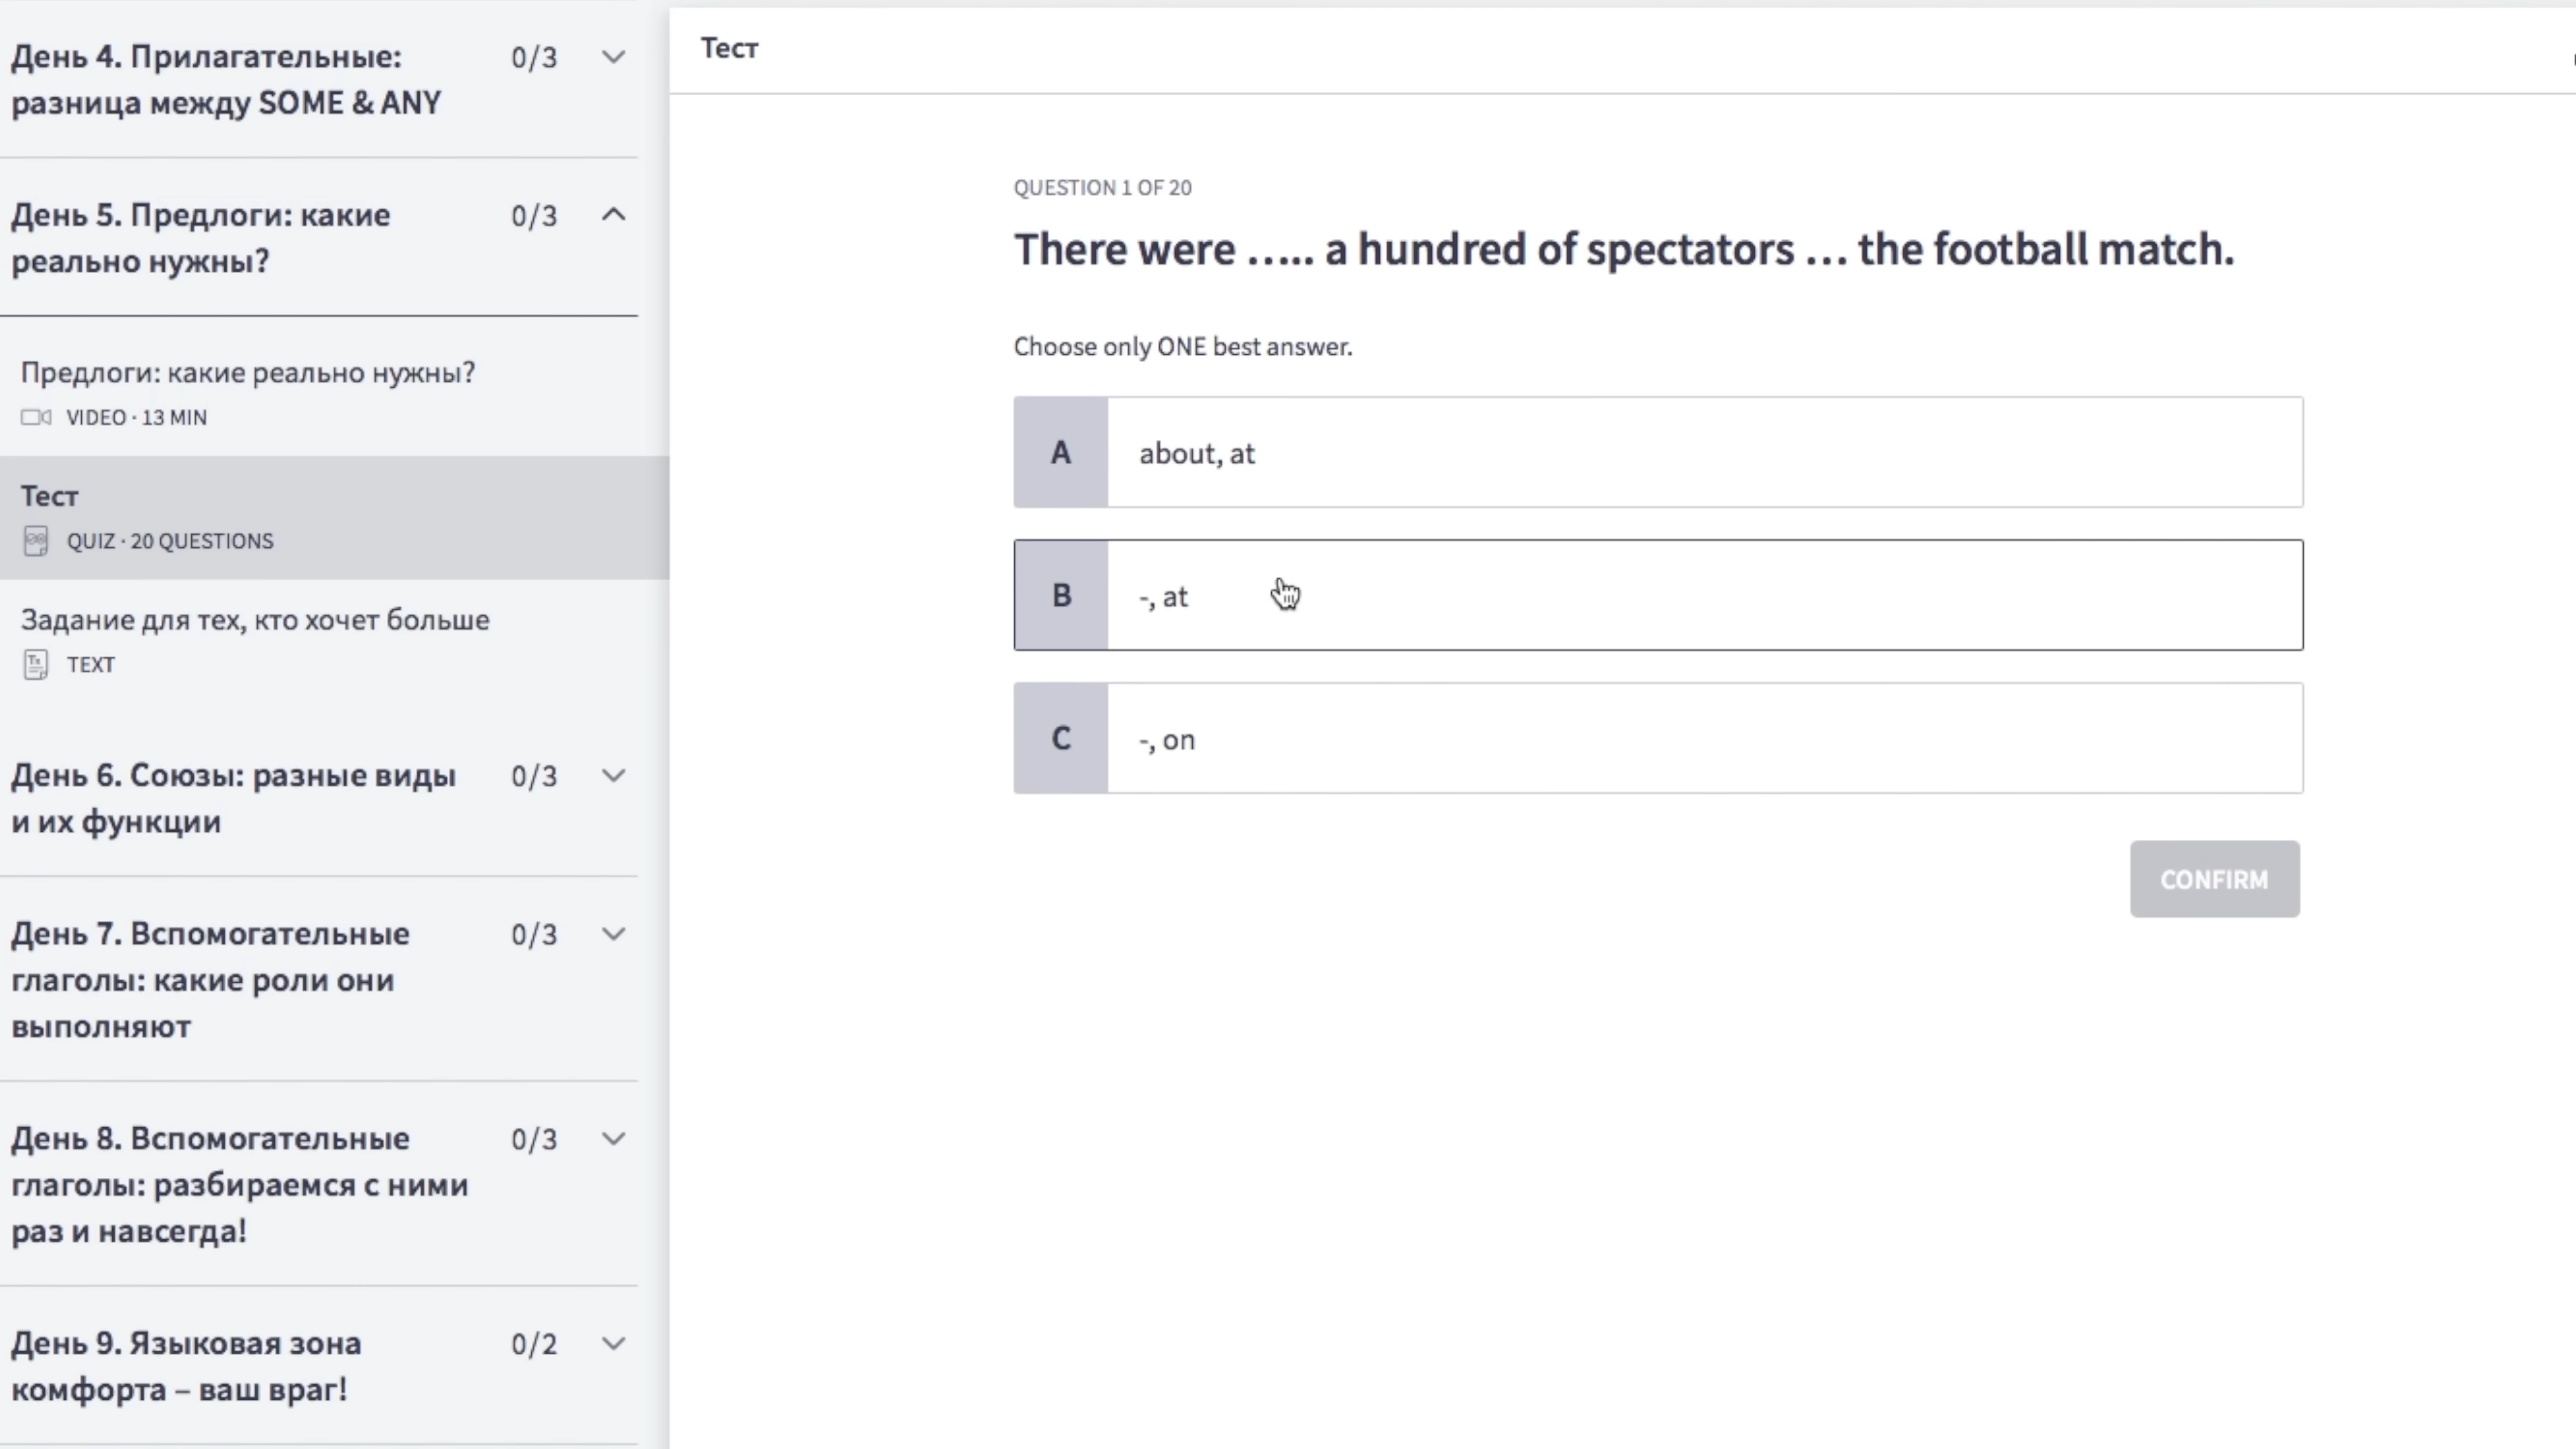 День 4. Прилагательные: 0/3
разница между SOME & ANY
День 5. Предлоги: какие 0/3
реально нужны?
Предлоги: какие реально нужны?
VIDEO · 13 MIN
Тест
QUIZ · 20 QUESTIONS
Задание для тех, кто хочет больше
TEXT
День 6. Союзы: разные виды 0/3
и их функции
День 7. Вспомогательные 0/3
глаголы: какие роли они
выполняют
День 8. Вспомогательные 0/3
глаголы: разбираемся с ними
раз и навсегда!
День 9. Языковая зона 0/2
комфорта – ваш враг!
Тест
QUESTION 1 OF 20
There were ..... a hundred of spectators ... the football match.
Choose only ONE best answer.
A about, at
B -, at
C -, on
CONFIRM